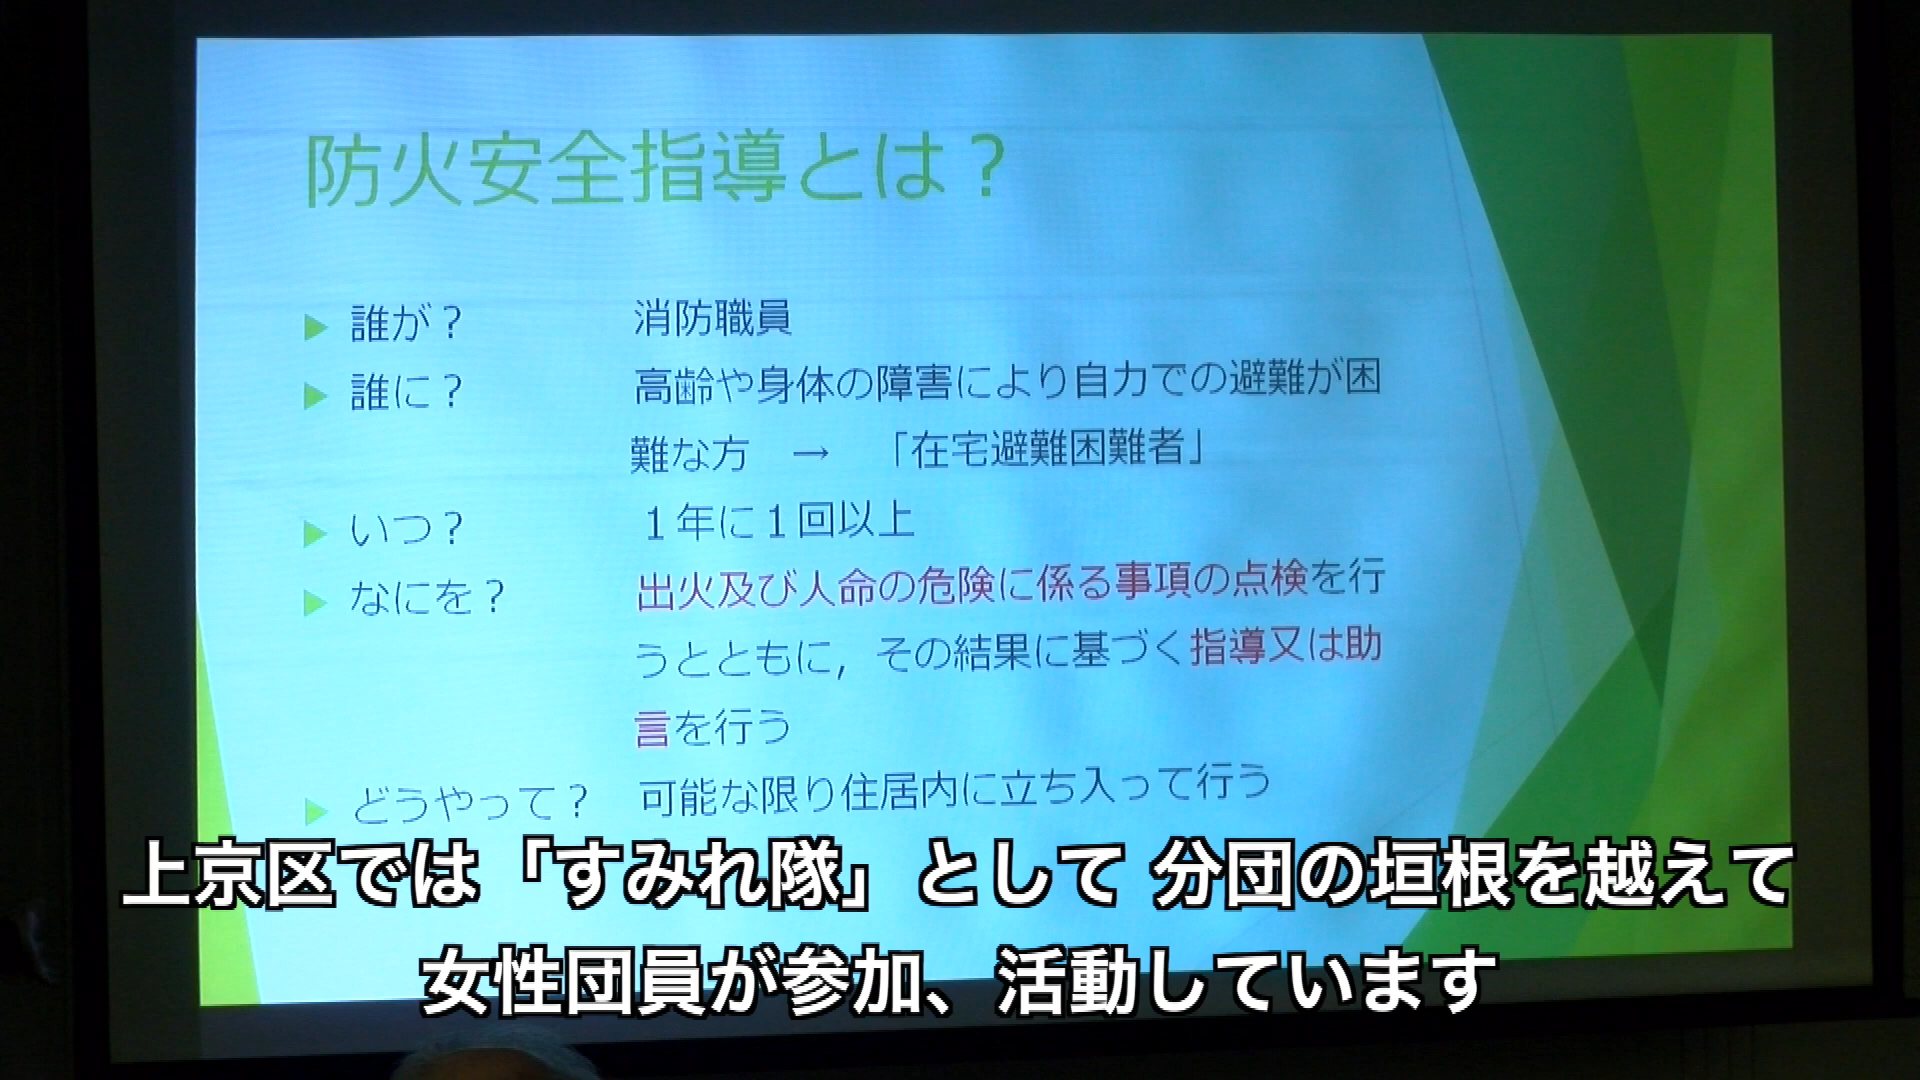 防火安全指導とは？
▶ 誰が？ 消防職員
▶ 誰に？ 高齢や身体の障害により自力での避難が困
難な方　→　「在宅避難困難者」
▶ いつ？ １年に１回以上
▶ なにを？ 出火及び人命の危険に係る事項の点検を行
うとともに，その結果に基づく指導又は助
言を行う
▶ どうやって？ 可能な限り住居内に立ち入って行う
上京区では「すみれ隊」として 分団の垣根を越えて
女性団員が参加、活動しています